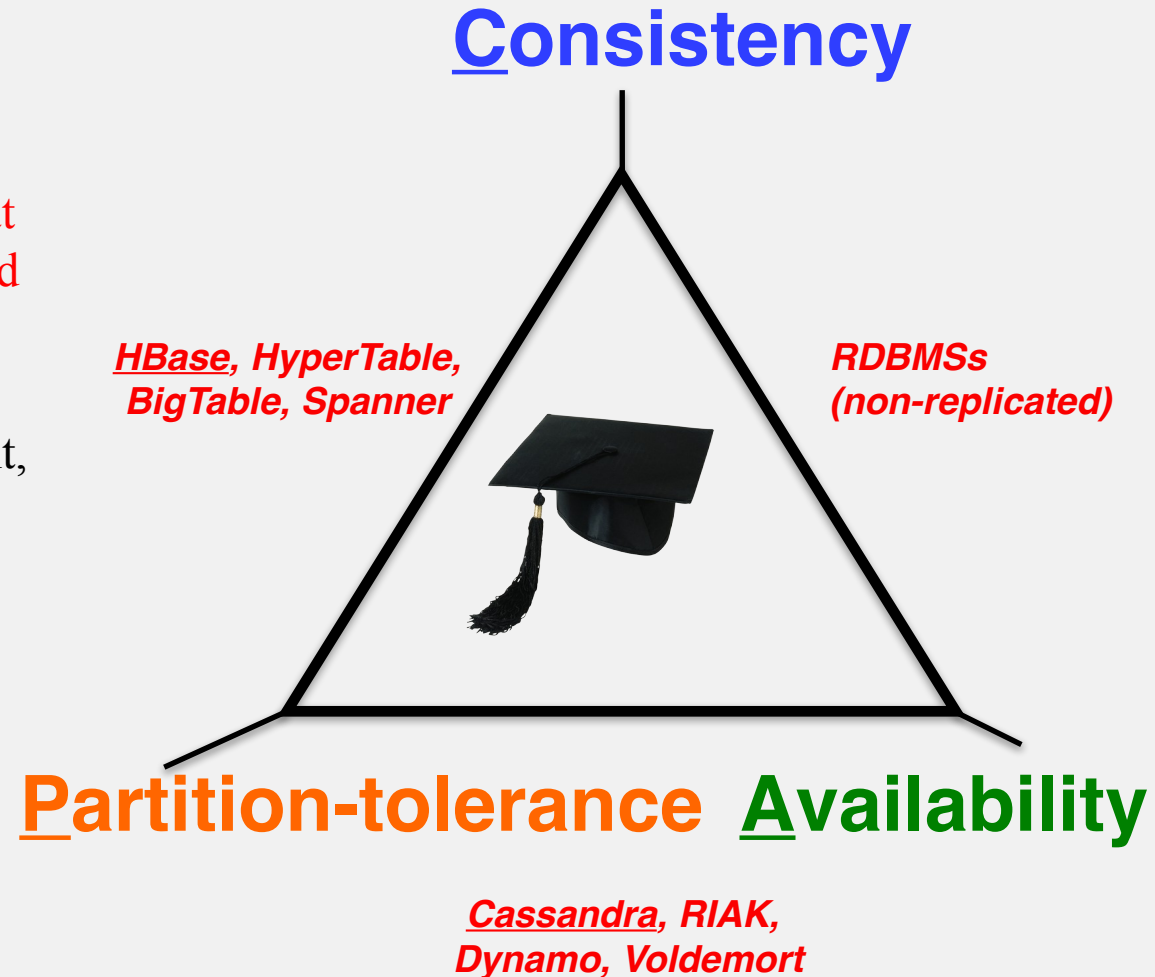 Consistency
HBase, HyperTable,
BigTable, Spanner
RDBMSs
(non-replicated)
Partition-tolerance Availability
Cassandra, RIAK,
Dynamo, Voldemort